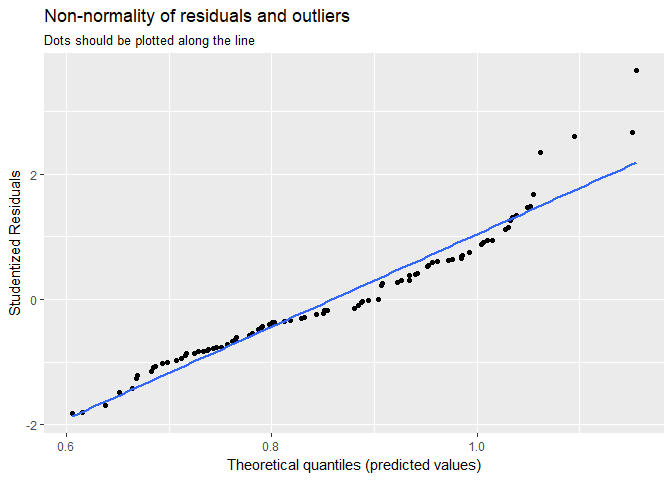 Non-normality of residuals and outliers
Dots should be plotted along the line
Studentized Residuals
2
0
-2
0.6
0.8
1.0
Theoretical quantiles (predicted values)